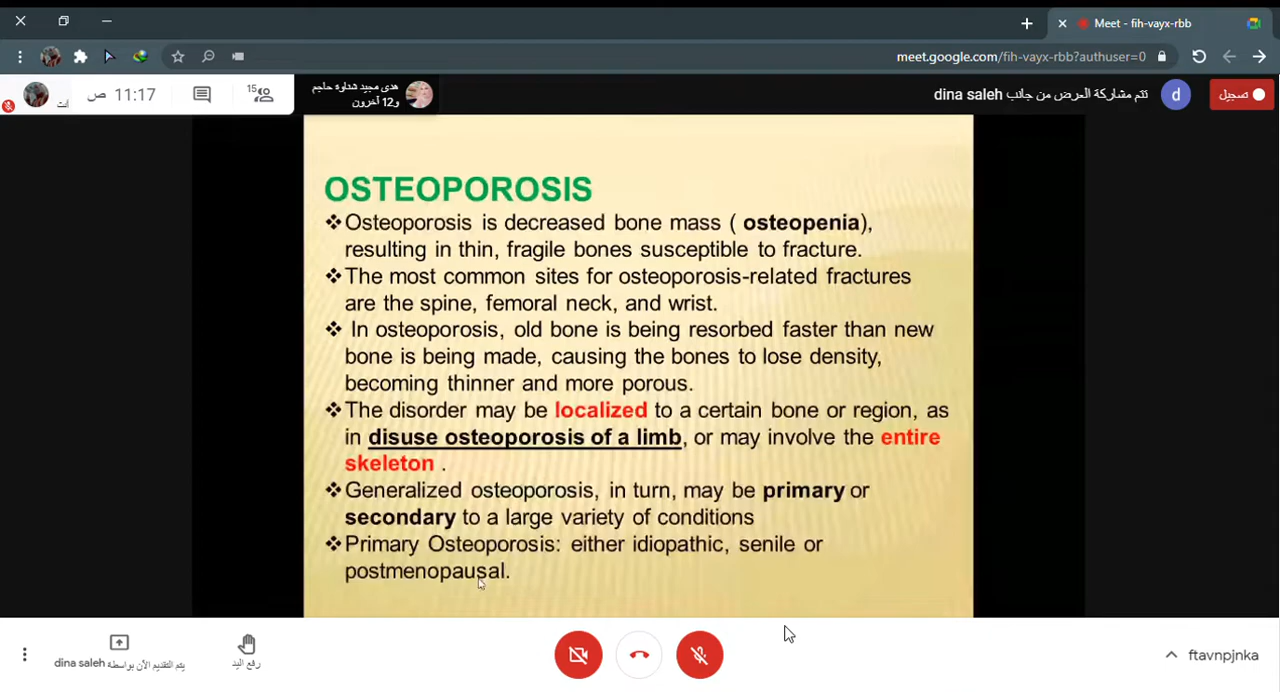 Meet - fih-vayx-rbb
meet.google.com/fih-vayx-rbb?authuser=0
11:17 ص
15
أنت
هدى مجيد شداوة حاجم
و12 آخرون
تتم مشاركة العرض من جانب dina saleh
d
تسجيل
OSTEOPOROSIS
❖Osteoporosis is decreased bone mass ( osteopenia),
resulting in thin, fragile bones susceptible to fracture.
❖The most common sites for osteoporosis-related fractures
are the spine, femoral neck, and wrist.
❖ In osteoporosis, old bone is being resorbed faster than new
bone is being made, causing the bones to lose density,
becoming thinner and more porous.
❖The disorder may be localized to a certain bone or region, as
in disuse osteoporosis of a limb, or may involve the entire
skeleton .
❖Generalized osteoporosis, in turn, may be primary or
secondary to a large variety of conditions
❖Primary Osteoporosis: either idiopathic, senile or
postmenopausal.
يتم التقديم الآن بواسطة dina saleh
رفع اليد
ftavnpjnka